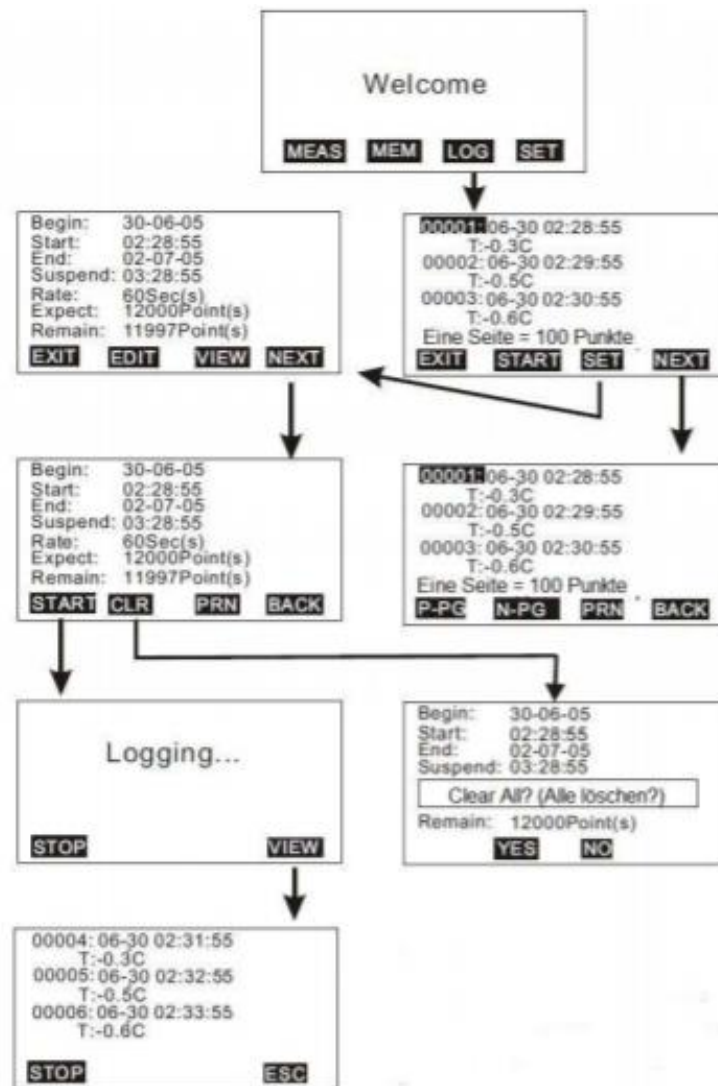 Welcome
MEAS MEM LOG SET
Begin: 30-06-05
Start: 02:28:55
End: 02-07-05
Suspend: 03:28:55
Rate: 60Sec(s)
Expect: 12000Point(s)
Remain: 11997Point(s)
EXIT EDIT VIEW NEXT
00001: 06-30 02:28:55
T:-0.3C
00002: 06-30 02:29:55
T:-0.5C
00003: 06-30 02:30:55
T:-0.6C
Eine Seite = 100 Punkte
EXIT START SET NEXT
Begin: 30-06-05
Start: 02:28:55
End: 02-07-05
Suspend: 03:28:55
Rate: 60Sec(s)
Expect: 12000Point(s)
Remain: 11997Point(s)
START CLR PRN BACK
00001: 06-30 02:28:55
T:-0.3C
00002: 06-30 02:29:55
T:-0.5C
00003: 06-30 02:30:55
T:-0.6C
Eine Seite = 100 Punkte
P-PG N-PG PRN BACK
Logging...
STOP VIEW
Begin: 30-06-05
Start: 02:28:55
End: 02-07-05
Suspend: 03:28:55
Clear All? (Alle löschen?)
Remain: 12000Point(s)
YES NO
00004: 06-30 02:31:55
T:-0.3C
00005: 06-30 02:32:55
T:-0.5C
00006: 06-30 02:33:55
T:-0.6C
STOP ESC